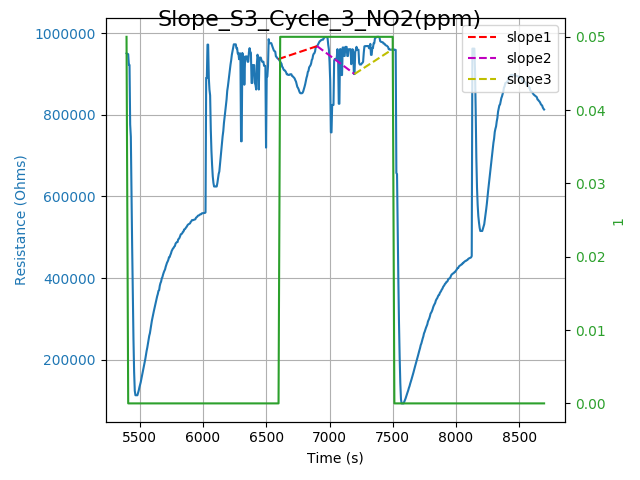 Slope_S3_Cycle_3_NO2(ppm)
slope1
slope2
slope3
Resistance (Ohms)
1000000
800000
600000
400000
200000
0.05
0.04
0.03
0.02
0.01
0.00
1
5500 6000 6500 7000 7500 8000 8500
Time (s)